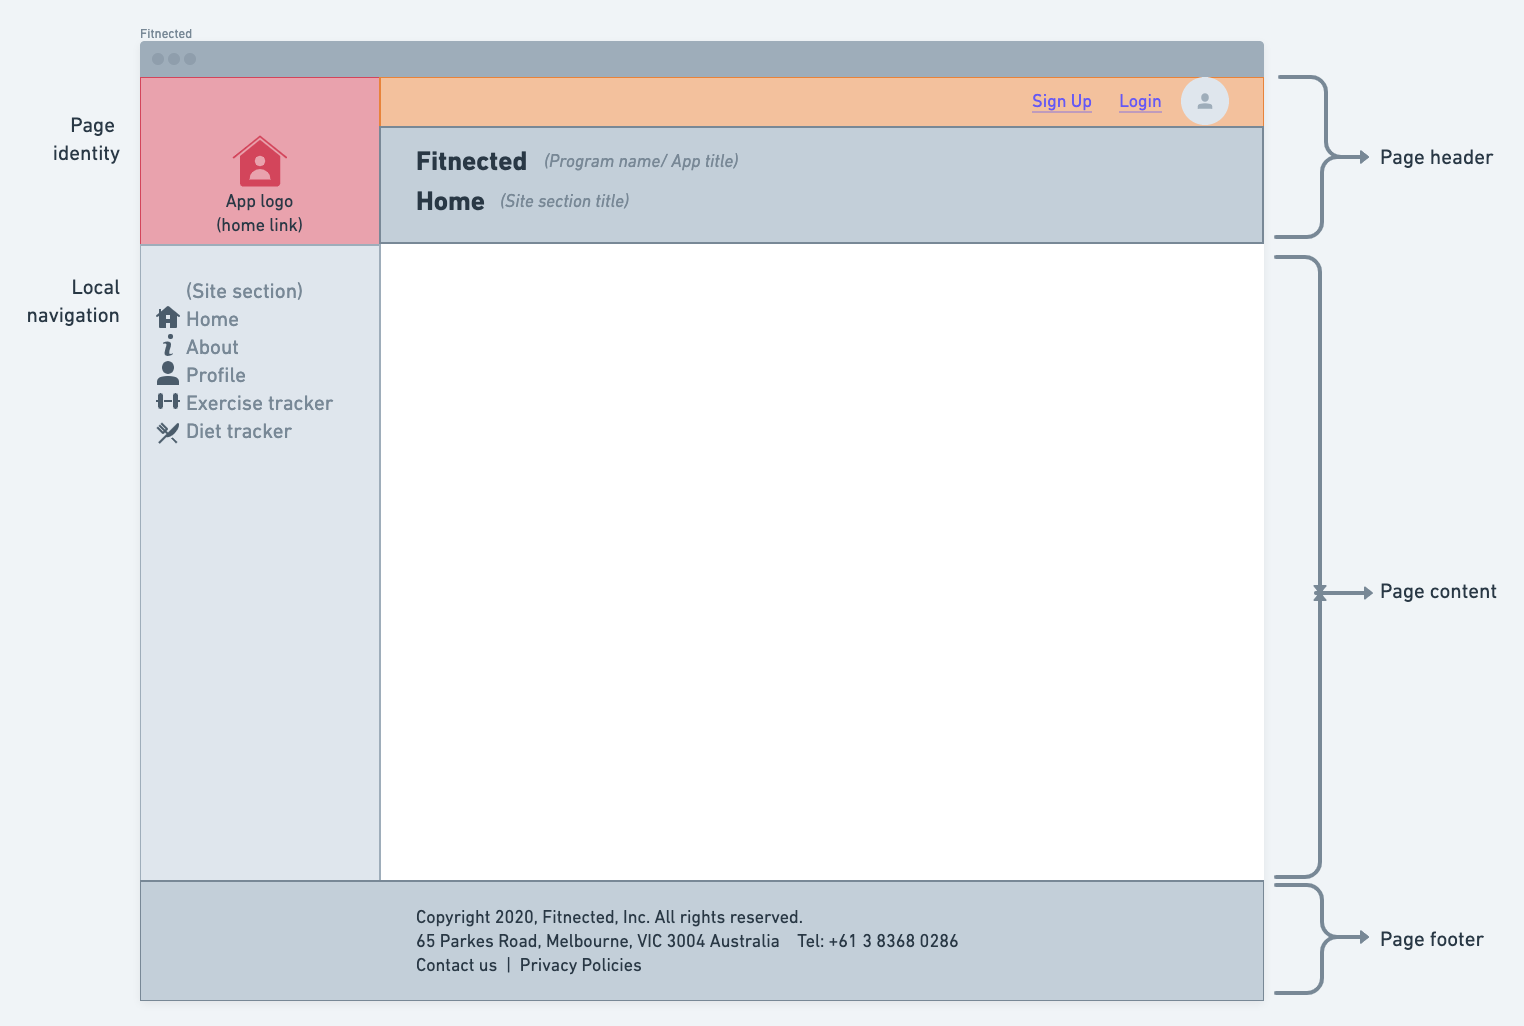 Fitnected
Page
identity
Sign Up Login
Fitnected (Program name/ App title)
Home (Site section title)
App logo
(home link)
Page header
Local
navigation
(Site section)
Home
About
Profile
Exercise tracker
Diet tracker
Page content
Copyright 2020, Fitnected, Inc. All rights reserved.
65 Parkes Road, Melbourne, VIC 3004 Australia Tel: +61 3 8368 0286
Contact us | Privacy Policies
Page footer